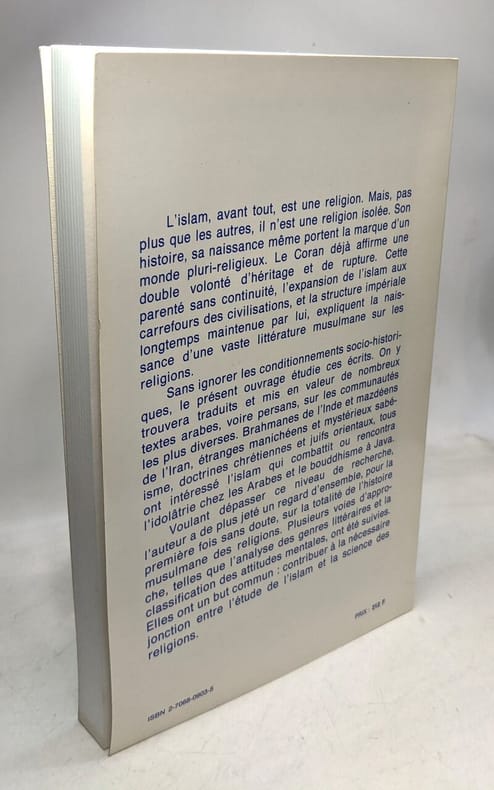 L'islam, avant tout, est une religion. Mais, pas
plus que les autres, il n'est une religion isolée. Son
histoire, sa naissance même portent la marque d'un
monde pluri-religieux. Le Coran déjà affirme une
double volonté d'héritage et de rupture. Cette
parenté sans continuité, l'expansion de l'islam aux
carrefours des civilisations, et la structure impériale
longtemps maintenue par lui, expliquent la nais-
sance d'une vaste littérature musulmane sur les
religions.
Sans ignorer les conditionnements socio-histori-
ques, le présent ouvrage étudie ces écrits. On y
trouvera traduits et mis en valeur de nombreux
textes arabes, voire persans, sur les communautés
les plus diverses. Brahmanes de l'Inde et mazdéens
de l'Iran, étranges manichéens et mystérieux sabé-
isme, doctrines chrétiennes et juifs orientaux, tous
ont intéressé l'islam qui combattit ou rencontra
l'idolâtrie chez les Arabes et le bouddhisme à Java.
Voulant dépasser ce niveau de recherche,
l'auteur a de plus jeté un regard d'ensemble, pour la
première fois sans doute, sur la totalité de l'histoire
musulmane des religions. Plusieurs voies d'appro-
che, telles que l'analyse des genres littéraires et la
classification des attitudes mentales, ont été suivies.
Elles ont un but commun : contribuer à la nécessaire
jonction entre l'étude de l'islam et la science des
religions.
PRIX : 252 F
ISBN 2-7068-0903-5